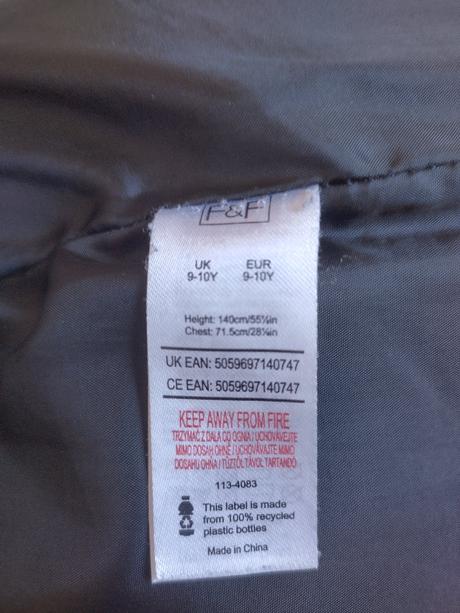 F&F
UK EUR
9-10Y 9-10Y
Height: 140cm/55⅛in
Chest: 71.5cm/28⅛in
UK EAN: 5059697140747
CE EAN: 5059697140747
KEEP AWAY FROM FIRE
TRZYMAĆ Z DALA OD OGNIA / UCHOVÁVEJTE
MIMO DOSAH OHNĚ / UCHOVÁVAJTE MIMO
DOSAHU OHŇA / TŰZTŐL TÁVOL TARTANDÓ
113-4083
This label is made
from 100% recycled
plastic bottles
Made in China